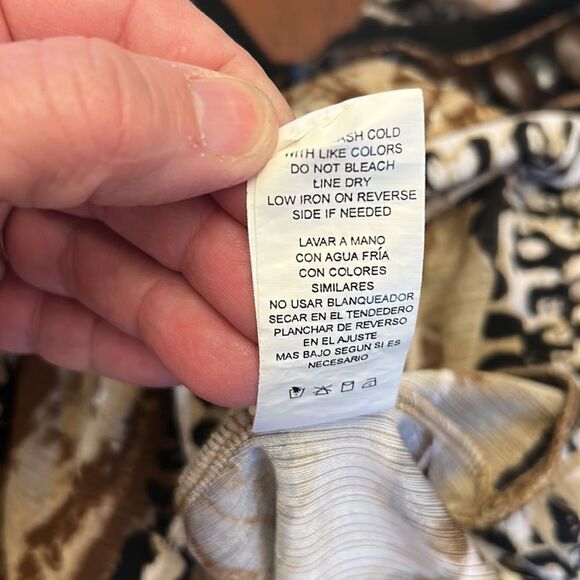 COLD
WITH LIKE COLORS
DO NOT BLEACH
LINE DRY
LOW IRON ON REVERSE
SIDE IF NEEDED
LAVAR A MANO
CON AGUA FRÍA
CON COLORES
SIMILARES
NO USAR BLANQUEADOR
SECAR EN EL TENDEDERO
PLANCHAR DE REVERSO
EN EL AJUSTE
MAS BAJO SEGUN SI ES
NECESARIO